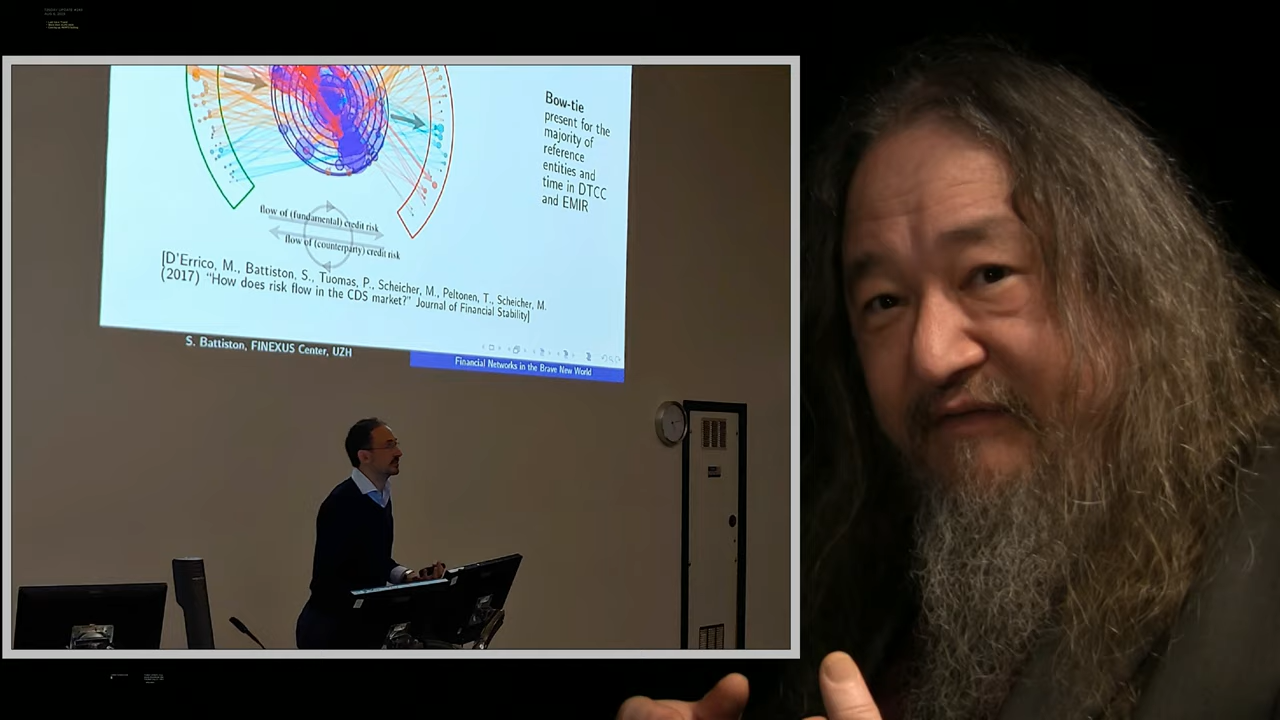 Bow-tie
present for the
majority of
reference
entities and
time in DTCC
and EMIR
flow of (fundamental) credit risk
flow of (counterparty) credit risk
[D'Errico, M., Battiston, S., Tuomas, P., Scheicher, M., Peltonen, T., Scheicher, M.
(2017) "How does risk flow in the CDS market?" Journal of Financial Stability]
S. Battiston, FINEXUS Center, UZH
Financial Networks in the Brave New World